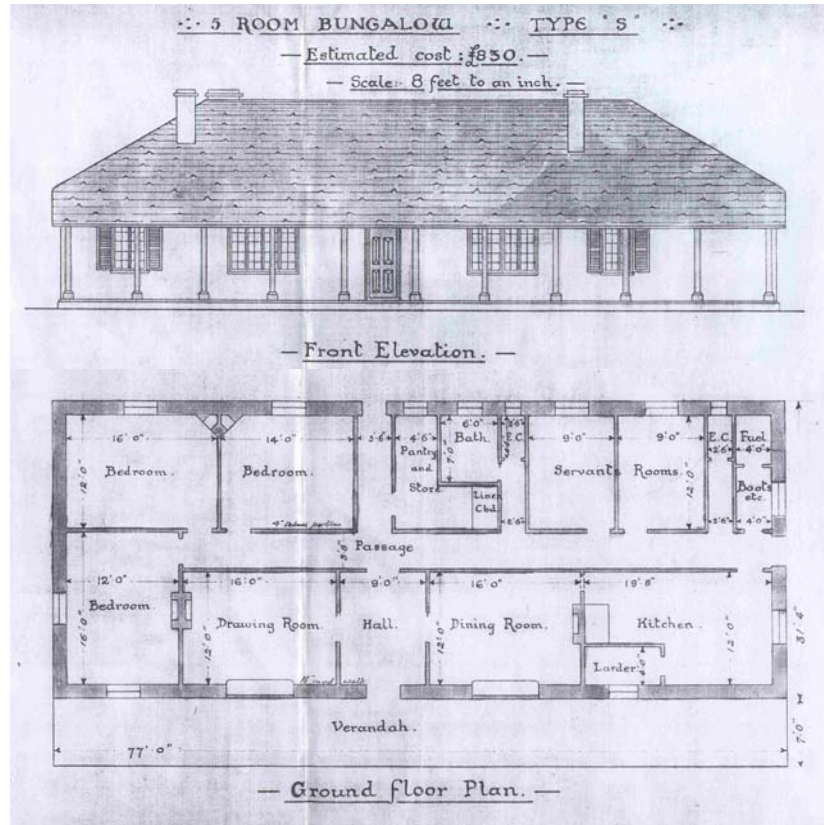 5 ROOM BUNGALOW TYPE "S"
Estimated cost: £830.
Scale:- 8 feet to an inch.
Front Elevation.
16'-0" 14'-0" 3'-6" 4'-6" 6'-0" 2'-6" 9'-0" 9'-0" E.C. Fuel
Bath. E.C. 2'-6" 4'-0"
Bedroom. Bedroom. Pantry and Store Servants Rooms. Boots etc.
12'-0" 7'-0" 12'-0"
Linen Cbd.
2'-6" 2'-6" 4'-0"
Passage
12'-0" 16'-0" 9'-0" 16'-0" 19'-8"
Bedroom. Drawing Room. Hall. Dining Room. Kitchen.
16'-0" 12'-0" 12'-0" 12'-0" 31'-4"
Larder 4'-0"
Verandah.
7'-0"
77'-0"
Ground floor Plan.